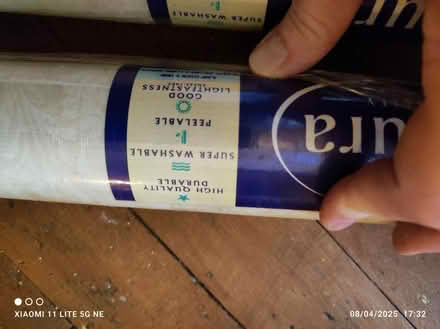 SUPER WASHABLE
ura
HIGH QUALITY
DURABLE
SUPER WASHABLE
PEELABLE
GOOD
LIGHTFASTNESS
ura
XIAOMI 11 LITE 5G NE
08/04/2025 17:32